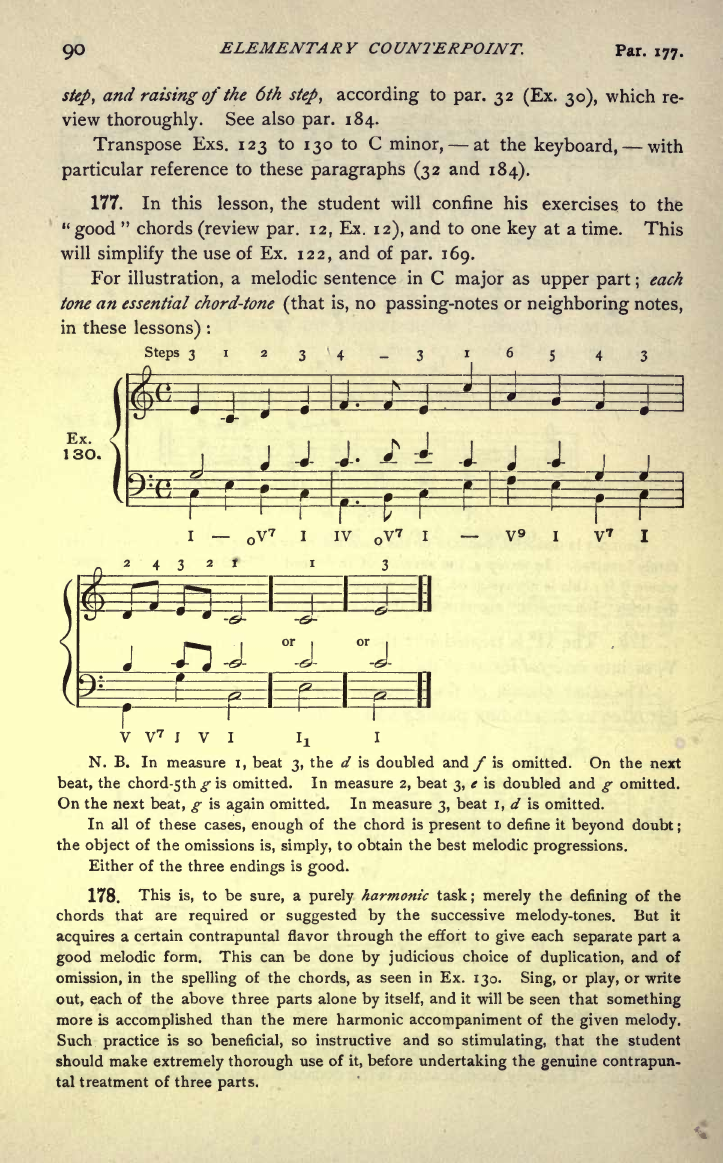 90 ELEMENTARY COUNTERPOINT. Par. 177.
step, and raising of the 6th step, according to par. 32 (Ex. 30), which re-
view thoroughly. See also par. 184.
Transpose Exs. 123 to 130 to C minor, — at the keyboard, — with
particular reference to these paragraphs (32 and 184).
177. In this lesson, the student will confine his exercises to the
“good” chords (review par. 12, Ex. 12), and to one key at a time. This
will simplify the use of Ex. 122, and of par. 169.
For illustration, a melodic sentence in C major as upper part; each
tone an essential chord-tone (that is, no passing-notes or neighboring notes,
in these lessons):
Steps 3 1 2 3 4 – 3 1 6 5 4 3
Ex.
130.
I — oV7 I IV oV7 I — V9 I V7 I
2 4 3 2 1 1 3
or or
V V7 I V I I1 I
N. B. In measure 1, beat 3, the d is doubled and f is omitted. On the next
beat, the chord-5th g is omitted. In measure 2, beat 3, e is doubled and g omitted.
On the next beat, g is again omitted. In measure 3, beat 1, d is omitted.
In all of these cases, enough of the chord is present to define it beyond doubt;
the object of the omissions is, simply, to obtain the best melodic progressions.
Either of the three endings is good.
178. This is, to be sure, a purely harmonic task; merely the defining of the
chords that are required or suggested by the successive melody-tones. But it
acquires a certain contrapuntal flavor through the effort to give each separate part a
good melodic form. This can be done by judicious choice of duplication, and of
omission, in the spelling of the chords, as seen in Ex. 130. Sing, or play, or write
out, each of the above three parts alone by itself, and it will be seen that something
more is accomplished than the mere harmonic accompaniment of the given melody.
Such practice is so beneficial, so instructive and so stimulating, that the student
should make extremely thorough use of it, before undertaking the genuine contrapun-
tal treatment of three parts.